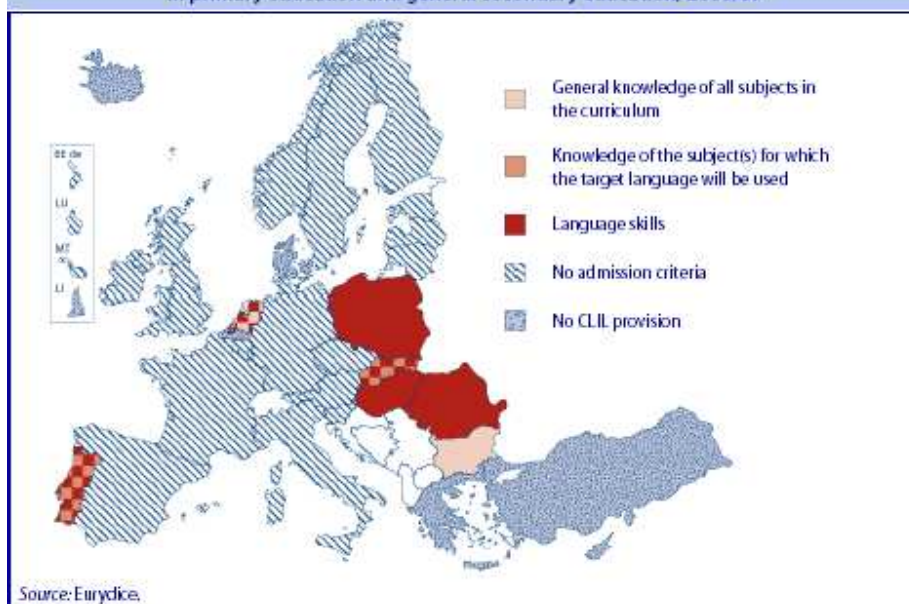 General knowledge of all subjects in
the curriculum
Knowledge of the subject(s) for which
the target language will be used
Language skills
No admission criteria
No CLIL provision
BE de
LU
MT
LI
Source: Eurydice.